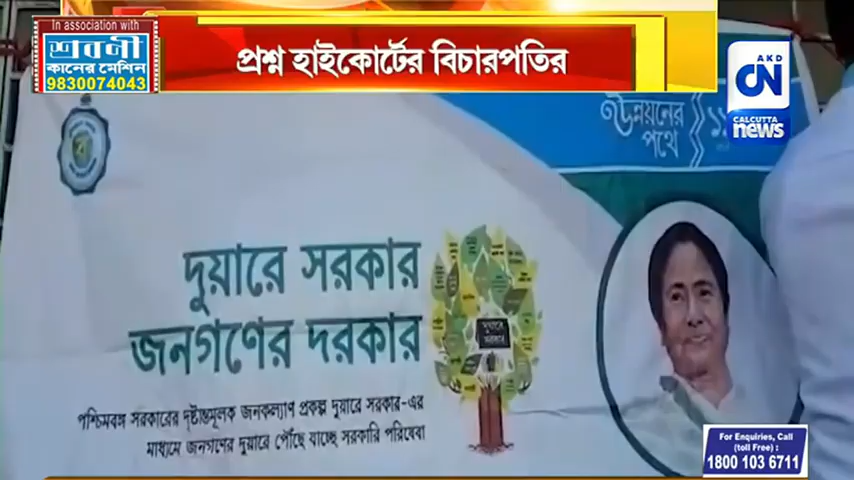 In association with
শ্রবনী
কানের মেশিন
9830074043
প্রশ্ন হাইকোর্টের বিচারপতির
AKD
CN
CALCUTTA
news
উন্নয়নের
পথে
দুয়ারে সরকার
জনগণের দরকার
দুয়ারে
সরকার
পশ্চিমবঙ্গ সরকারের দৃষ্টান্তমূলক জনকল্যাণ প্রকল্প দুয়ারে সরকার-এর
মাধ্যমে জনগণের দুয়ারে পৌঁছে যাচ্ছে সরকারি পরিষেবা
For Enquiries, Call
(toll Free) :
1800 103 6711